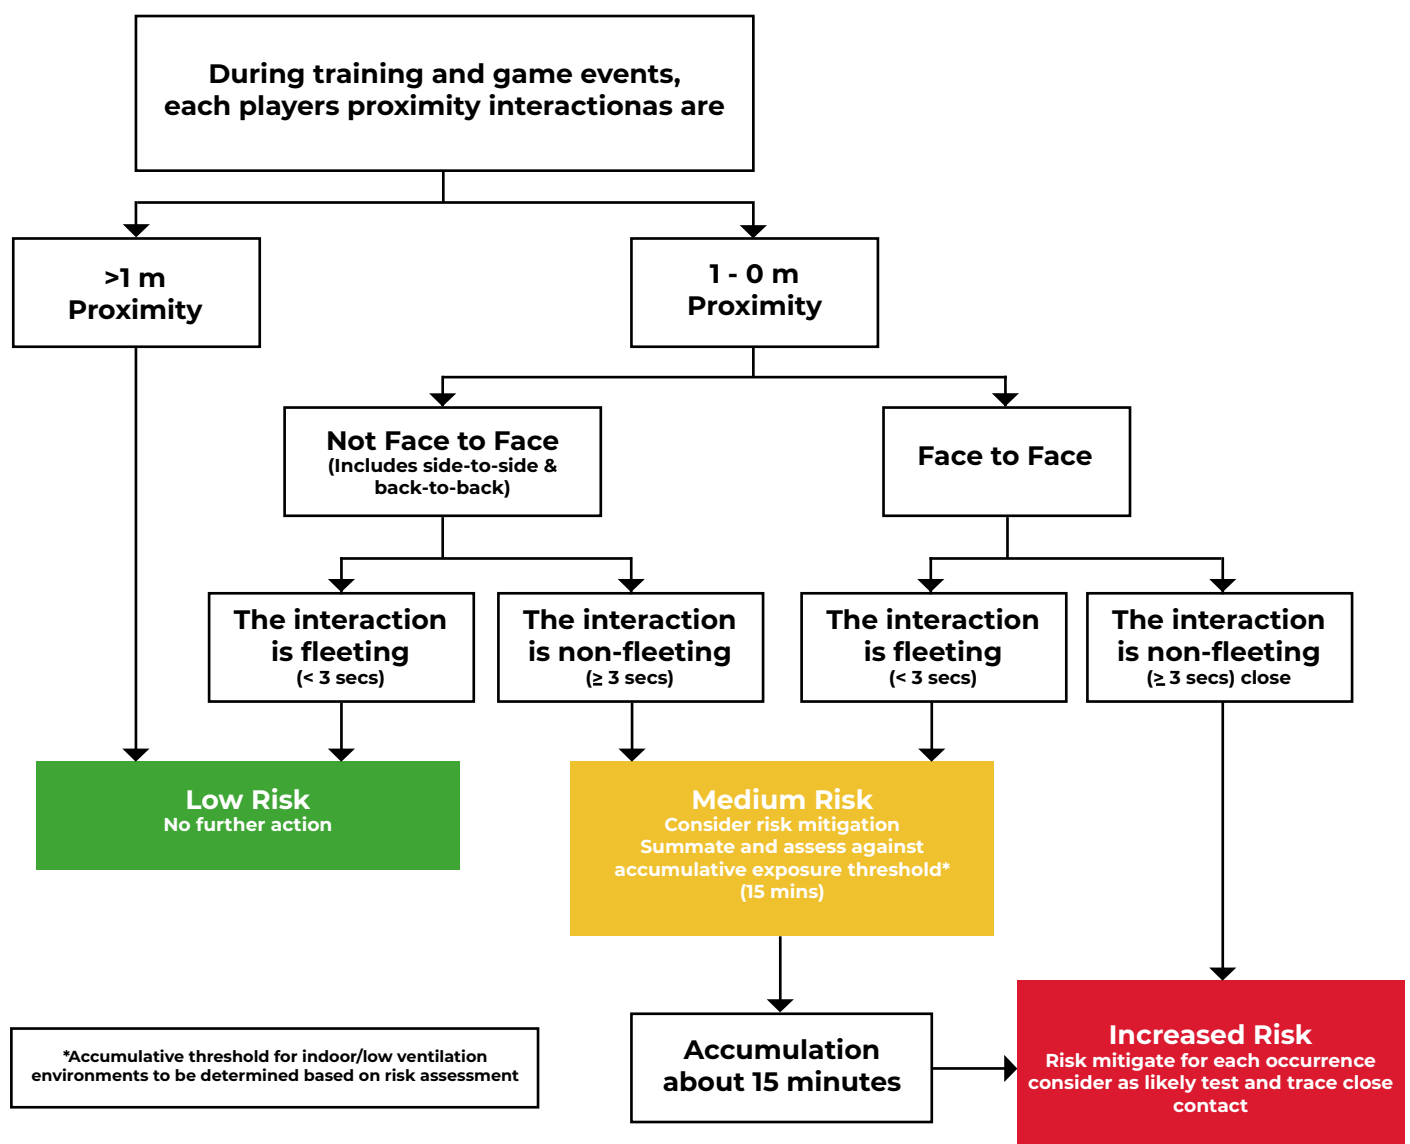 During training and game events,
each players proximity interactionas are
>1 m
Proximity
1 - 0 m
Proximity
Not Face to Face
(Includes side-to-side &
back-to-back)
Face to Face
The interaction
is fleeting
(< 3 secs)
The interaction
is non-fleeting
(≥ 3 secs)
The interaction
is fleeting
(< 3 secs)
The interaction
is non-fleeting
(≥ 3 secs) close
Low Risk
No further action
Medium Risk
Consider risk mitigation
Summate and assess against
accumulative exposure threshold*
(15 mins)
Accumulation
about 15 minutes
Increased Risk
Risk mitigate for each occurrence
consider as likely test and trace close
contact
*Accumulative threshold for indoor/low ventilation
environments to be determined based on risk assessment